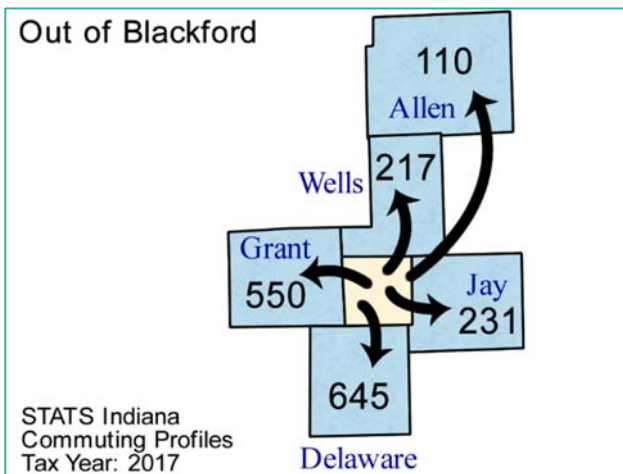 Out of Blackford
110
Allen
217
Wells
Grant
550
Jay
231
645
Delaware
STATS Indiana
Commuting Profiles
Tax Year: 2017